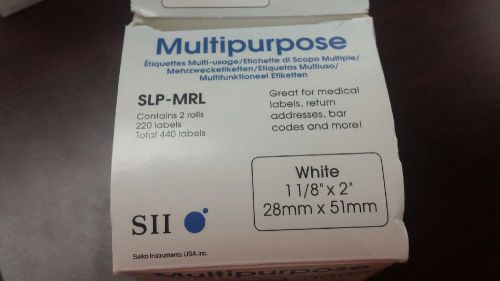 Multipurpose
Étiquettes Multi-usage/Etichette di Scopo Multiple/
Mehrzwecketiketten/Etiquetas Multiuso/
Multifunktioneel Etiketten
SLP-MRL
Contains 2 rolls
220 labels
Total 440 labels
Great for medical
labels, return
addresses, bar
codes and more!
White
1 1/8" x 2"
28mm x 51mm
SII
Seiko Instruments USA Inc.
Multipurpose